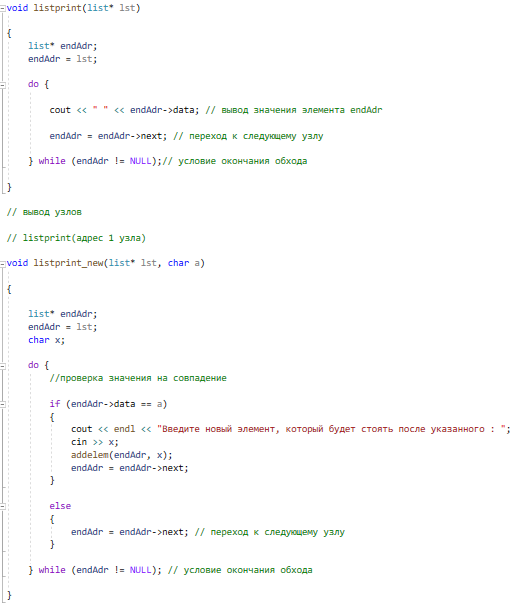 void listprint(list* lst)
{
list* endAdr;
endAdr = lst;
do {
cout << " " << endAdr->data; // вывод значения элемента endAdr
endAdr = endAdr->next; // переход к следующему узлу
} while (endAdr != NULL);// условие окончания обхода
}
// вывод узлов
// listprint(адрес 1 узла)
void listprint_new(list* lst, char a)
{
list* endAdr;
endAdr = lst;
char x;
do {
//проверка значения на совпадение
if (endAdr->data == a)
{
cout << endl << "Введите новый элемент, который будет стоять после указанного : ";
cin >> x;
addelem(endAdr, x);
endAdr = endAdr->next;
}
else
{
endAdr = endAdr->next; // переход к следующему узлу
}
} while (endAdr != NULL); // условие окончания обхода
}